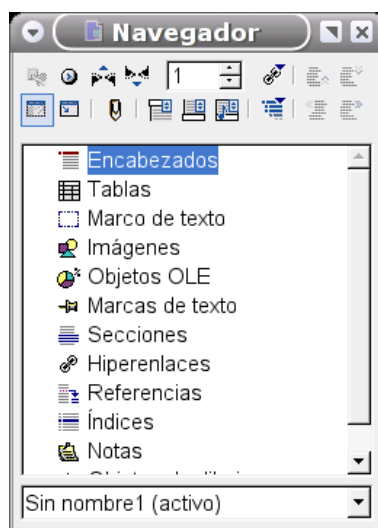 Navegador
1
Encabezados
Tablas
Marco de texto
Imágenes
Objetos OLE
Marcas de texto
Secciones
Hiperenlaces
Referencias
Índices
Notas
Sin nombre1 (activo)